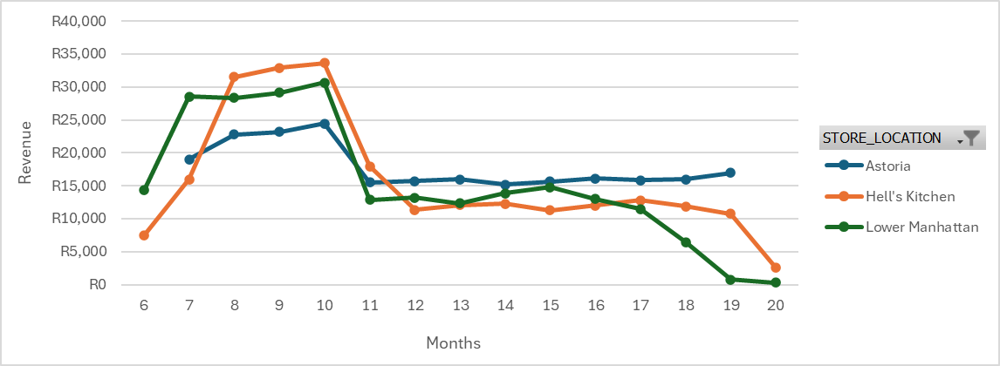 R40,000
R35,000
R30,000
R25,000
R20,000
R15,000
R10,000
R5,000
R0
Revenue
6 7 8 9 10 11 12 13 14 15 16 17 18 19 20
Months
STORE_LOCATION
Astoria
Hell's Kitchen
Lower Manhattan